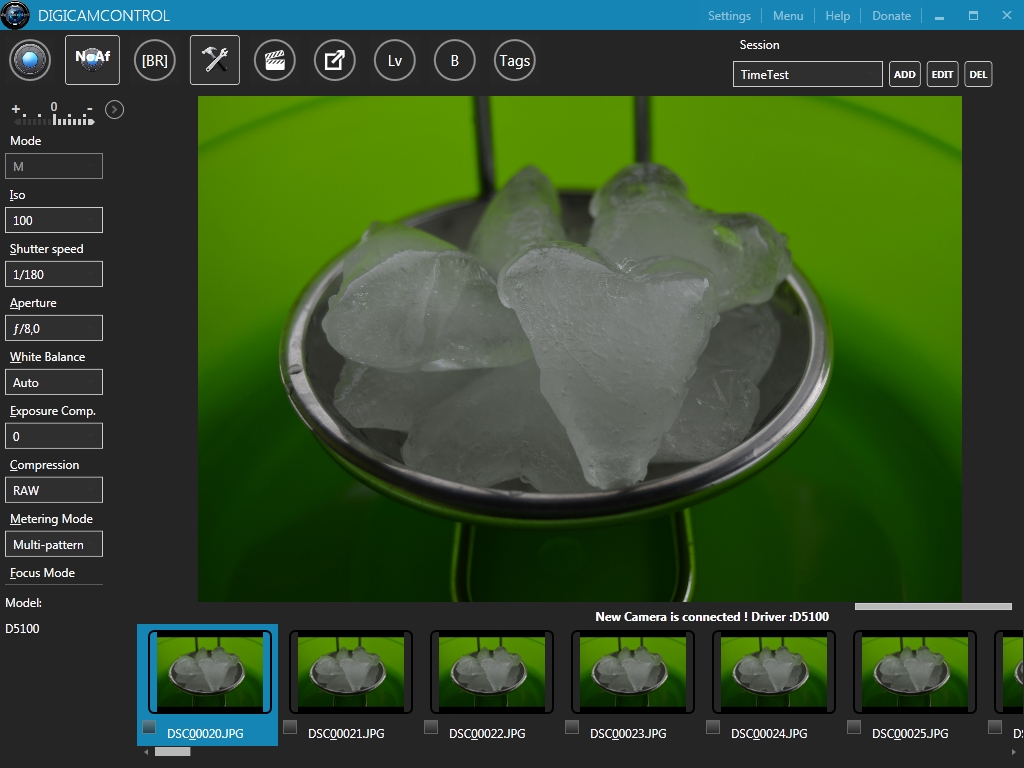 DIGICAMCONTROL
Settings
Menu
Help
Donate
NoAf
[BR]
Lv
B
Tags
Session
TimeTest
ADD
EDIT
DEL
+ 0 -
Mode
M
Iso
100
Shutter speed
1/180
Aperture
ƒ/8,0
White Balance
Auto
Exposure Comp.
0
Compression
RAW
Metering Mode
Multi-pattern
Focus Mode
Model:
D5100
New Camera is connected ! Driver :D5100
DSC00020.JPG
DSC00021.JPG
DSC00022.JPG
DSC00023.JPG
DSC00024.JPG
DSC00025.JPG